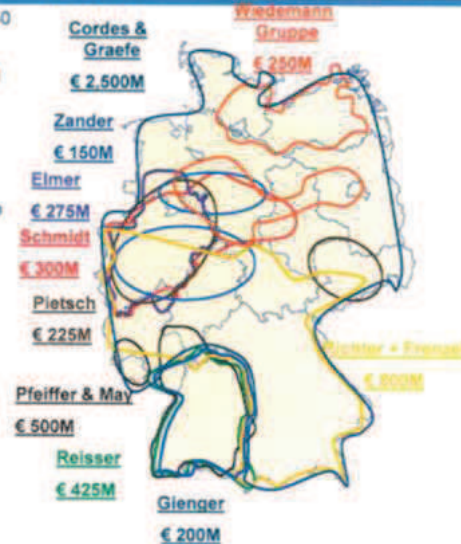 Wiedemann
Gruppe
€ 250M
Cordes &
Graefe
€ 2,500M
Zander
€ 150M
Elmer
€ 275M
Schmidt
€ 300M
Pietsch
€ 225M
Richter + Frenzel
€ 800M
Pfeiffer & May
€ 500M
Reisser
€ 425M
Gienger
€ 200M